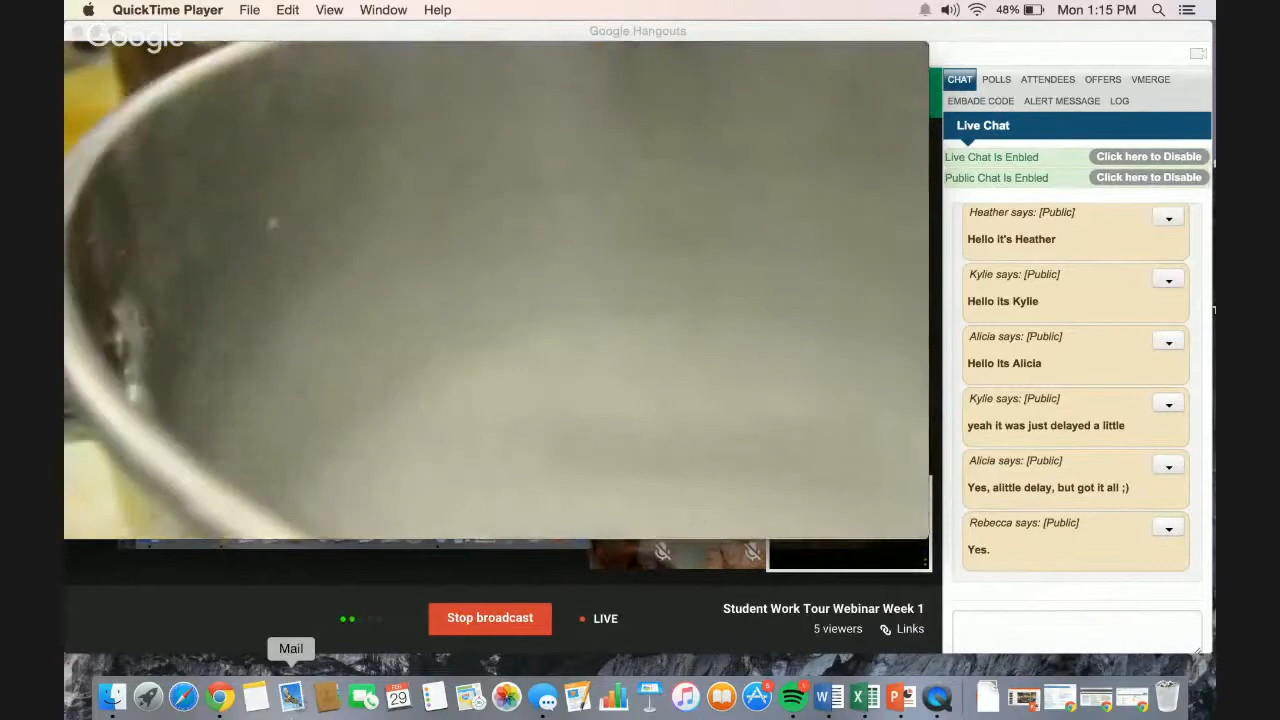 QuickTime Player File Edit View Window Help 48% Mon 1:15 PM
Google
Google Hangouts
CHAT POLLS ATTENDEES OFFERS VMERGE
EMBADE CODE ALERT MESSAGE LOG
Live Chat
Live Chat Is Enbled Click here to Disable
Public Chat Is Enbled Click here to Disable
Heather says: [Public]
Hello it's Heather
Kylie says: [Public]
Hello its Kylie
Alicia says: [Public]
Hello Its Alicia
Kylie says: [Public]
yeah it was just delayed a little
Alicia says: [Public]
Yes, alittle delay, but got it all ;)
Rebecca says: [Public]
Yes.
Stop broadcast LIVE
Student Work Tour Webinar Week 1
5 viewers Links
Mail
FEB
29